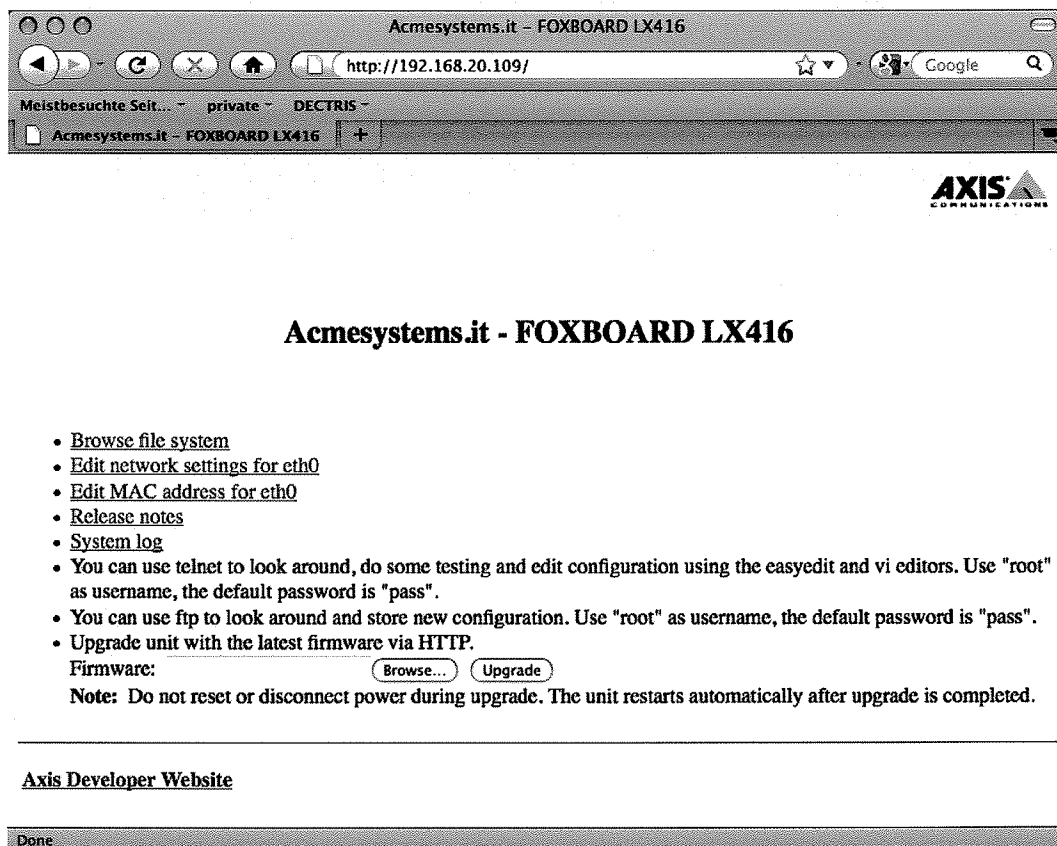 Acmesystems.it – FOXBOARD LX416
http://192.168.20.109/
Google
Meistbesuchte Seit... private DECTRIS
Acmesystems.it – FOXBOARD LX416 +
AXIS
COMMUNICATIONS
Acmesystems.it - FOXBOARD LX416
• Browse file system
• Edit network settings for eth0
• Edit MAC address for eth0
• Release notes
• System log
• You can use telnet to look around, do some testing and edit configuration using the easyedit and vi editors. Use "root"
as username, the default password is "pass".
• You can use ftp to look around and store new configuration. Use "root" as username, the default password is "pass".
• Upgrade unit with the latest firmware via HTTP.
Firmware: Browse... Upgrade
Note: Do not reset or disconnect power during upgrade. The unit restarts automatically after upgrade is completed.
Axis Developer Website
Done